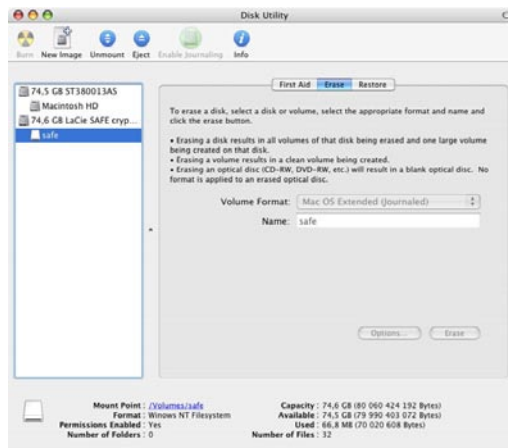 Disk Utility
Burn New Image Unmount Eject Enable Journaling Info
74,5 GB ST380013AS
Macintosh HD
74,6 GB LaCie SAFE cryp...
safe
First Aid Erase Restore
To erase a disk, select a disk or volume, select the appropriate format and name and
click the erase button.
• Erasing a disk results in all volumes of that disk being erased and one large volume
being created on that disk.
• Erasing a volume results in a clean volume being created.
• Erasing an optical disc (CD-RW, DVD-RW, etc.) will result in a blank optical disc. No
format is applied to an erased optical disc.
Volume Format: Mac OS Extended (Journaled)
Name: safe
Options... Erase
Mount Point : /Volumes/safe
Format : Winows NT Filesystem
Permissions Enabled : Yes
Number of Folders : 0
Capacity : 74,6 GB (80 060 424 192 Bytes)
Available : 74,5 GB (79 990 403 072 Bytes)
Used : 66,8 MB (70 020 608 Bytes)
Number of Files : 32